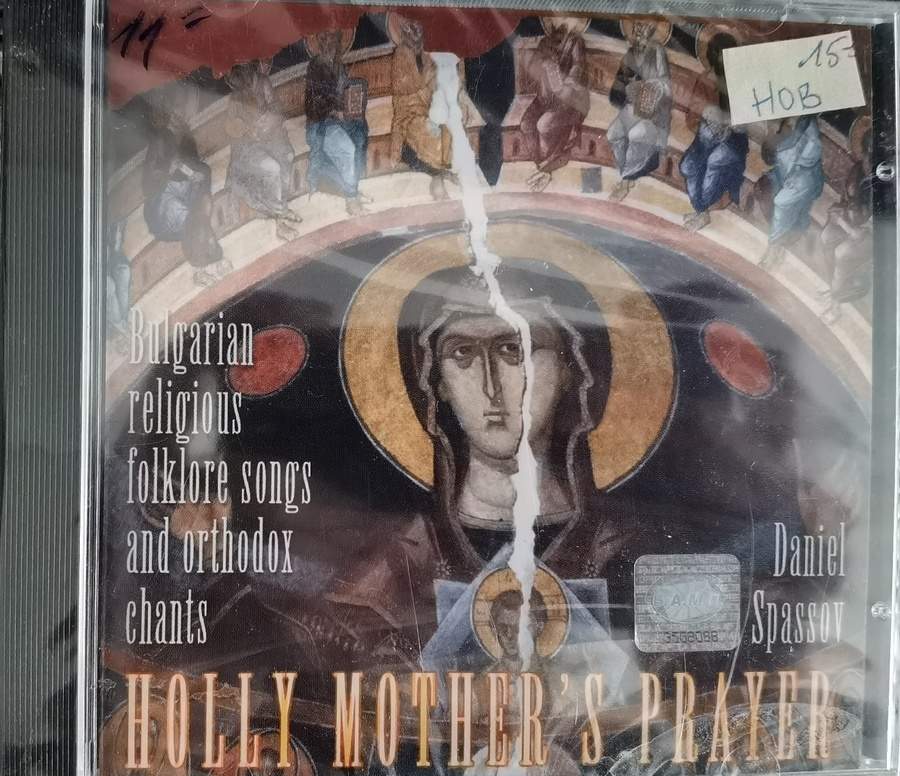 11=
15=
НОВ
Bulgarian
religious
folklore songs
and orthodox
chants
Daniel
Spassov
HOLLY MOTHER'S PRAYER